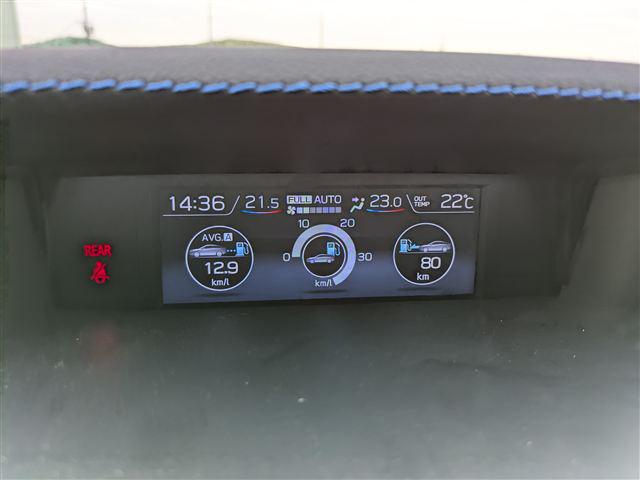 14:36 21.5 FULL AUTO 23.0 OUT TEMP 22℃
REAR
AVG. A
12.9
km/l
0 10 20 30
km/l
80
km